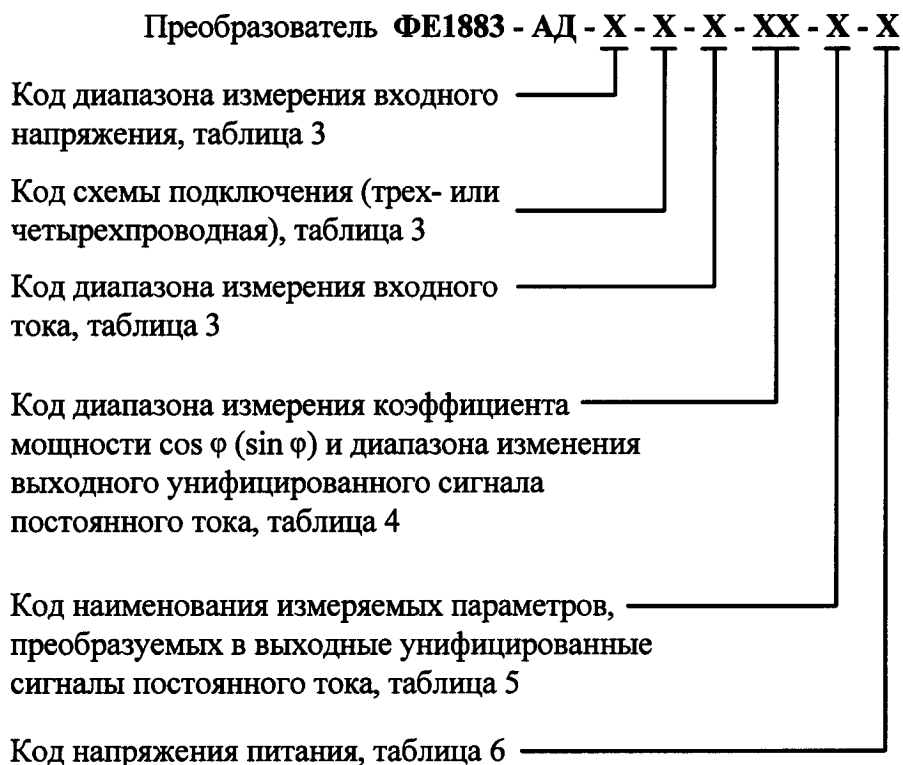 Преобразователь ФЕ1883 - АД - Х - Х - Х - ХХ - Х - Х
Код диапазона измерения входного
напряжения, таблица 3
Код схемы подключения (трех- или
четырехпроводная), таблица 3
Код диапазона измерения входного
тока, таблица 3
Код диапазона измерения коэффициента
мощности cos φ (sin φ) и диапазона изменения
выходного унифицированного сигнала
постоянного тока, таблица 4
Код наименования измеряемых параметров,
преобразуемых в выходные унифицированные
сигналы постоянного тока, таблица 5
Код напряжения питания, таблица 6